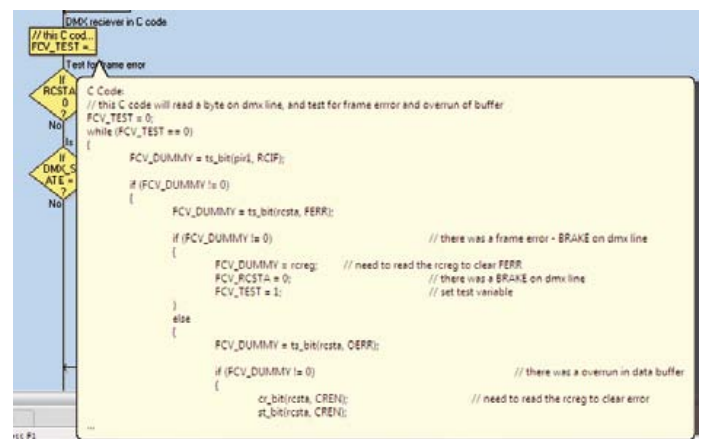 DMX reciever in C code
// this C cod...
FCV_TEST =...
Test for frame error
If
RCSTA
0
?
No
Is
If
DMX_S
ATE =
?
No
C Code:
// this C code will read a byte on dmx line, and test for frame errror and overrun of buffer
FCV_TEST = 0;
while (FCV_TEST == 0)
{
FCV_DUMMY = ts_bit(pir1, RCIF);
if (FCV_DUMMY != 0)
{
FCV_DUMMY = ts_bit(rcsta, FERR);
if (FCV_DUMMY != 0) // there was a frame error - BRAKE on dmx line
{
FCV_DUMMY = rcreg; // need to read the rcreg to clear FERR
FCV_RCSTA = 0; // there was a BRAKE on dmx line
FCV_TEST = 1; // set test variable
}
else
{
FCV_DUMMY = ts_bit(rcsta, OERR);
if (FCV_DUMMY != 0) // there was a overrun in data buffer
{
cr_bit(rcsta, CREN); // need to read the rcreg to clear error
st_bit(rcsta, CREN);
...